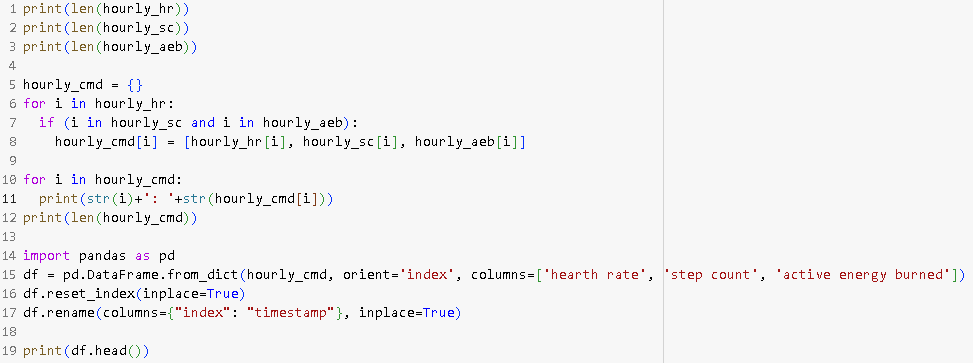 1 print(len(hourly_hr))
2 print(len(hourly_sc))
3 print(len(hourly_aeb))
4
5 hourly_cmd = {}
6 for i in hourly_hr:
7   if (i in hourly_sc and i in hourly_aeb):
8     hourly_cmd[i] = [hourly_hr[i], hourly_sc[i], hourly_aeb[i]]
9
10 for i in hourly_cmd:
11   print(str(i)+': '+str(hourly_cmd[i]))
12 print(len(hourly_cmd))
13
14 import pandas as pd
15 df = pd.DataFrame.from_dict(hourly_cmd, orient='index', columns=['hearth rate', 'step count', 'active energy burned'])
16 df.reset_index(inplace=True)
17 df.rename(columns={"index": "timestamp"}, inplace=True)
18
19 print(df.head())